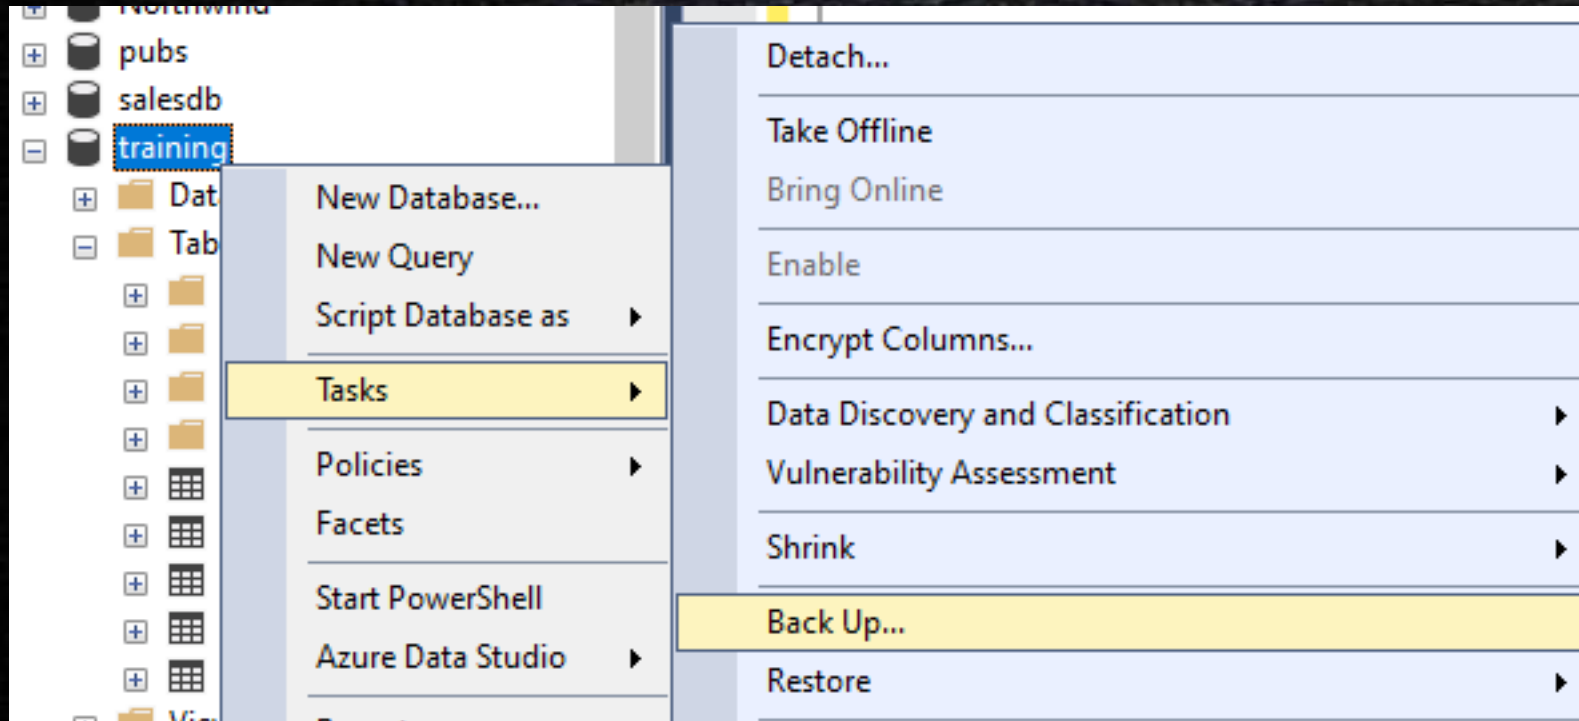 Northwind
pubs
salesdb
training
Dat
Tab
New Database...
New Query
Script Database as
Tasks
Policies
Facets
Start PowerShell
Azure Data Studio
Detach...
Take Offline
Bring Online
Enable
Encrypt Columns...
Data Discovery and Classification
Vulnerability Assessment
Shrink
Back Up...
Restore